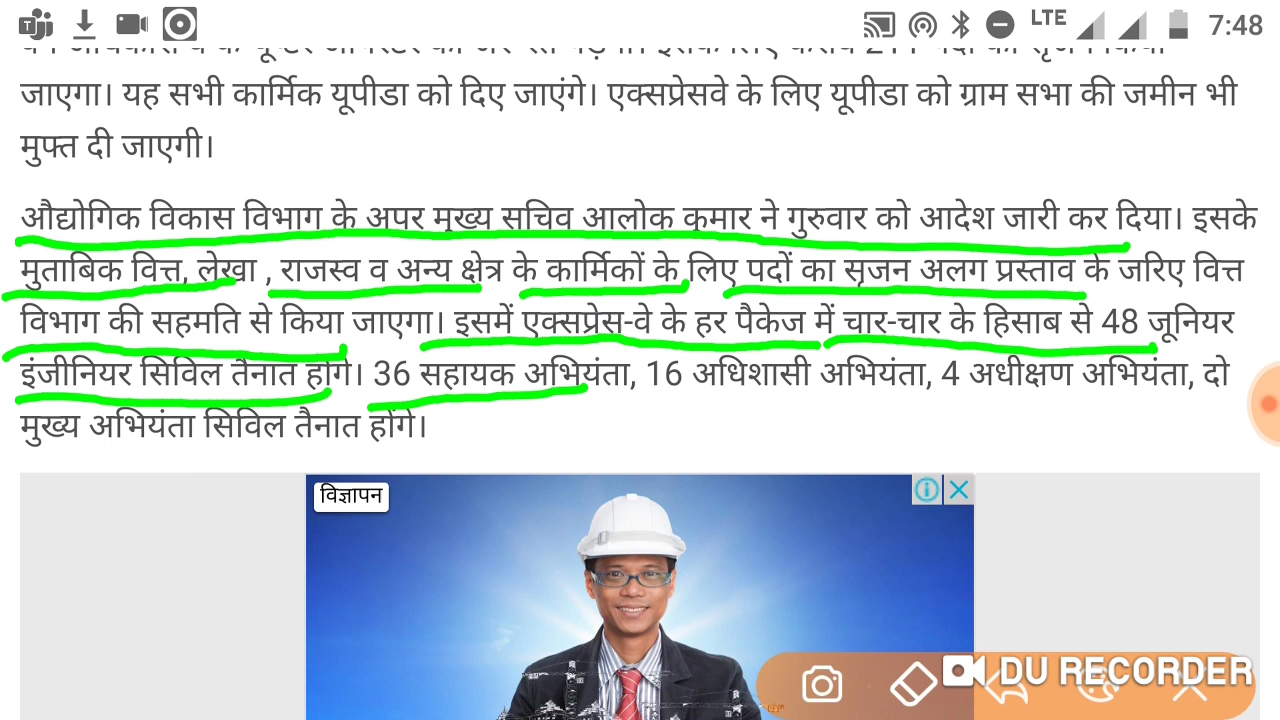 LTE 7:48
जाएगा। यह सभी कार्मिक यूपीडा को दिए जाएंगे। एक्सप्रेसवे के लिए यूपीडा को ग्राम सभा की जमीन भी
मुफ्त दी जाएगी।
औद्योगिक विकास विभाग के अपर मुख्य सचिव आलोक कुमार ने गुरुवार को आदेश जारी कर दिया। इसके
मुताबिक वित्त, लेखा , राजस्व व अन्य क्षेत्र के कार्मिकों के लिए पदों का सृजन अलग प्रस्ताव के जरिए वित्त
विभाग की सहमति से किया जाएगा। इसमें एक्सप्रेस-वे के हर पैकेज में चार-चार के हिसाब से 48 जूनियर
इंजीनियर सिविल तैनात होंगे। 36 सहायक अभियंता, 16 अधिशासी अभियंता, 4 अधीक्षण अभियंता, दो
मुख्य अभियंता सिविल तैनात होंगे।
विज्ञापन
DU RECORDER